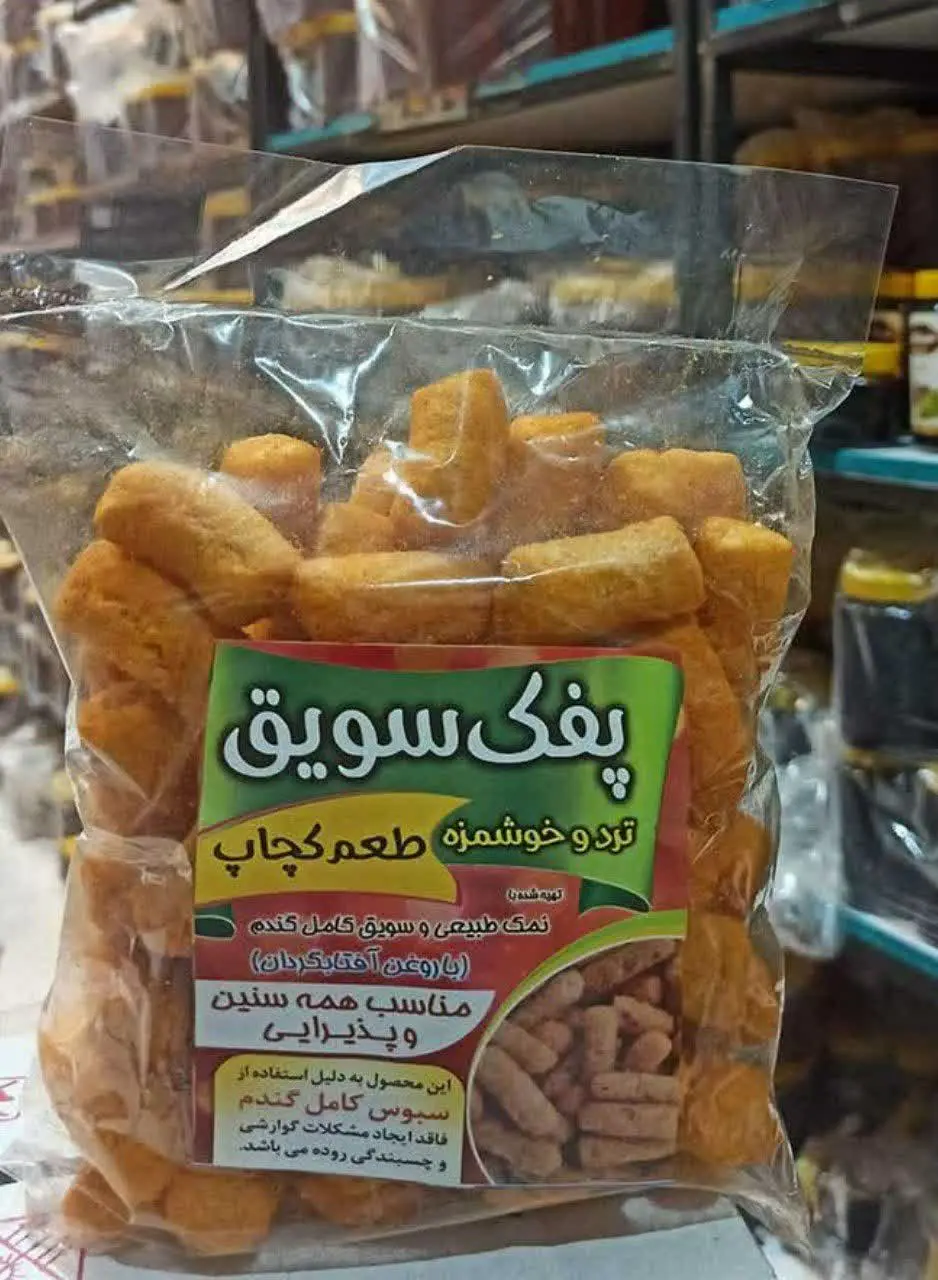 پفک سویق
ترد و خوشمزه
طعم کچاپ
تهیه شده با
نمک طبیعی و سویق کامل گندم
(با روغن آفتابگردان)
مناسب همه سنین
و پذیرایی
این محصول به دلیل استفاده از
سبوس کامل گندم
فاقد ایجاد مشکلات گوارشی
و چسبندگی روده می باشد.